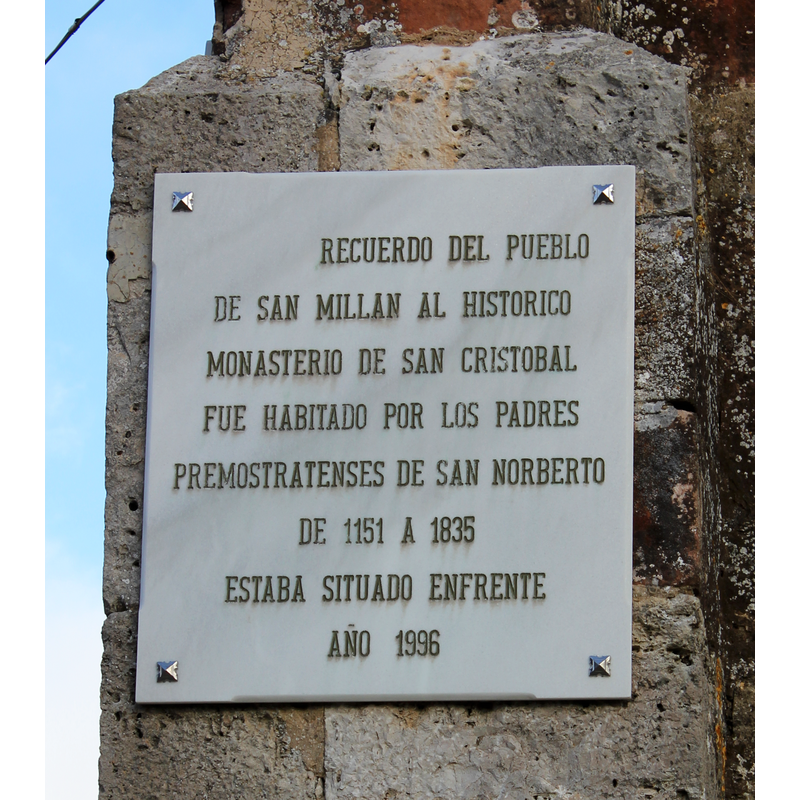 RECUERDO DEL PUEBLO
DE SAN MILLAN AL HISTORICO
MONASTERIO DE SAN CRISTOBAL
FUE HABITADO POR LOS PADRES
PREMOSTRATENSES DE SAN NORBERTO
DE 1151 A 1835
ESTABA SITUADO ENFRENTE
AÑO 1996